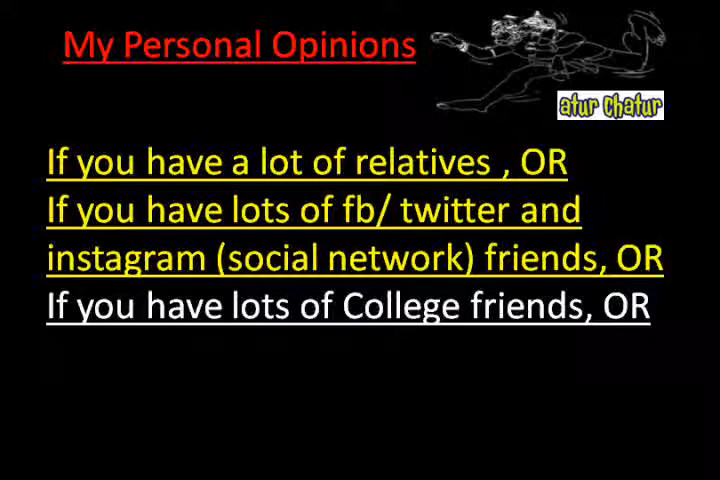 My Personal Opinions
atur chatur
If you have a lot of relatives , OR
If you have lots of fb/ twitter and
instagram (social network) friends, OR
If you have lots of College friends, OR